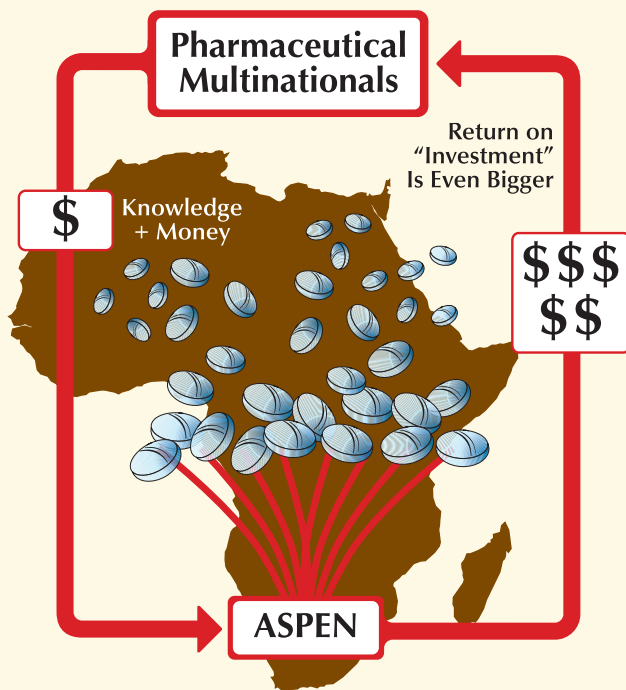 Pharmaceutical
Multinationals
Return on
“Investment”
Is Even Bigger
$
Knowledge
+ Money
$$$
$$
ASPEN